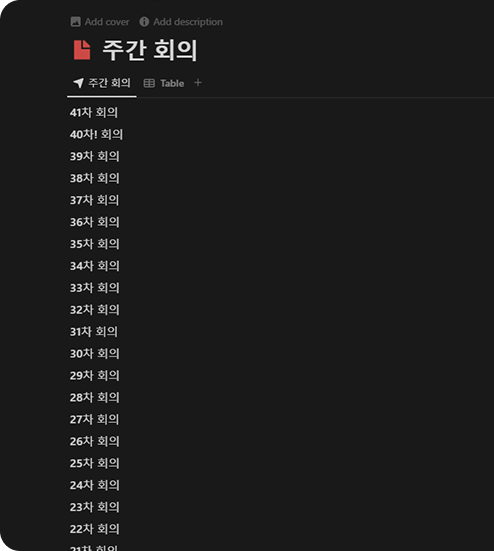 Add cover Add description
주간 회의
주간 회의 Table +
41차 회의
40차! 회의
39차 회의
38차 회의
37차 회의
36차 회의
35차 회의
34차 회의
33차 회의
32차 회의
31차 회의
30차 회의
29차 회의
28차 회의
27차 회의
26차 회의
25차 회의
24차 회의
23차 회의
22차 회의
21차 회의